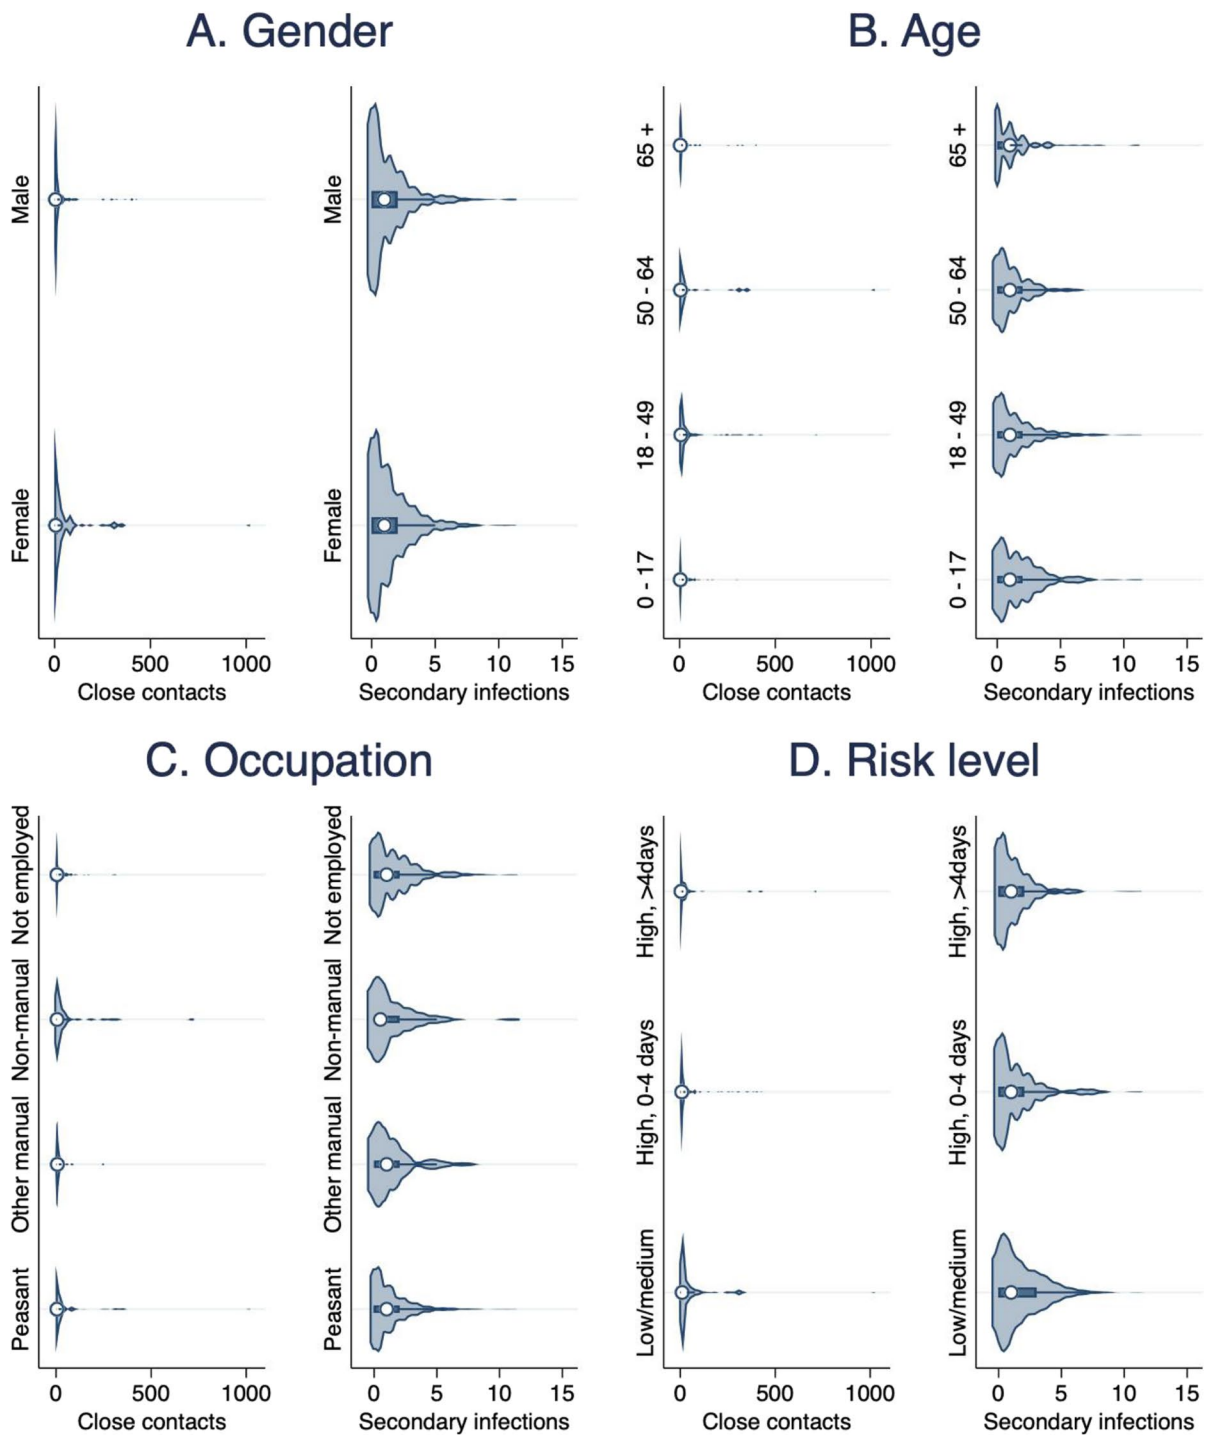 A. Gender
B. Age
Male
Female
0 500 1000
Close contacts
Male
Female
0 5 10 15
Secondary infections
65 +
50 - 64
18 - 49
0 - 17
0 500 1000
Close contacts
65 +
50 - 64
18 - 49
0 - 17
0 5 10 15
Secondary infections
C. Occupation
D. Risk level
Not employed
Non-manual
Other manual
Peasant
0 500 1000
Close contacts
Not employed
Non-manual
Other manual
Peasant
0 5 10 15
Secondary infections
High, >4days
High, 0-4 days
Low/medium
0 500 1000
Close contacts
High, >4days
High, 0-4 days
Low/medium
0 5 10 15
Secondary infections